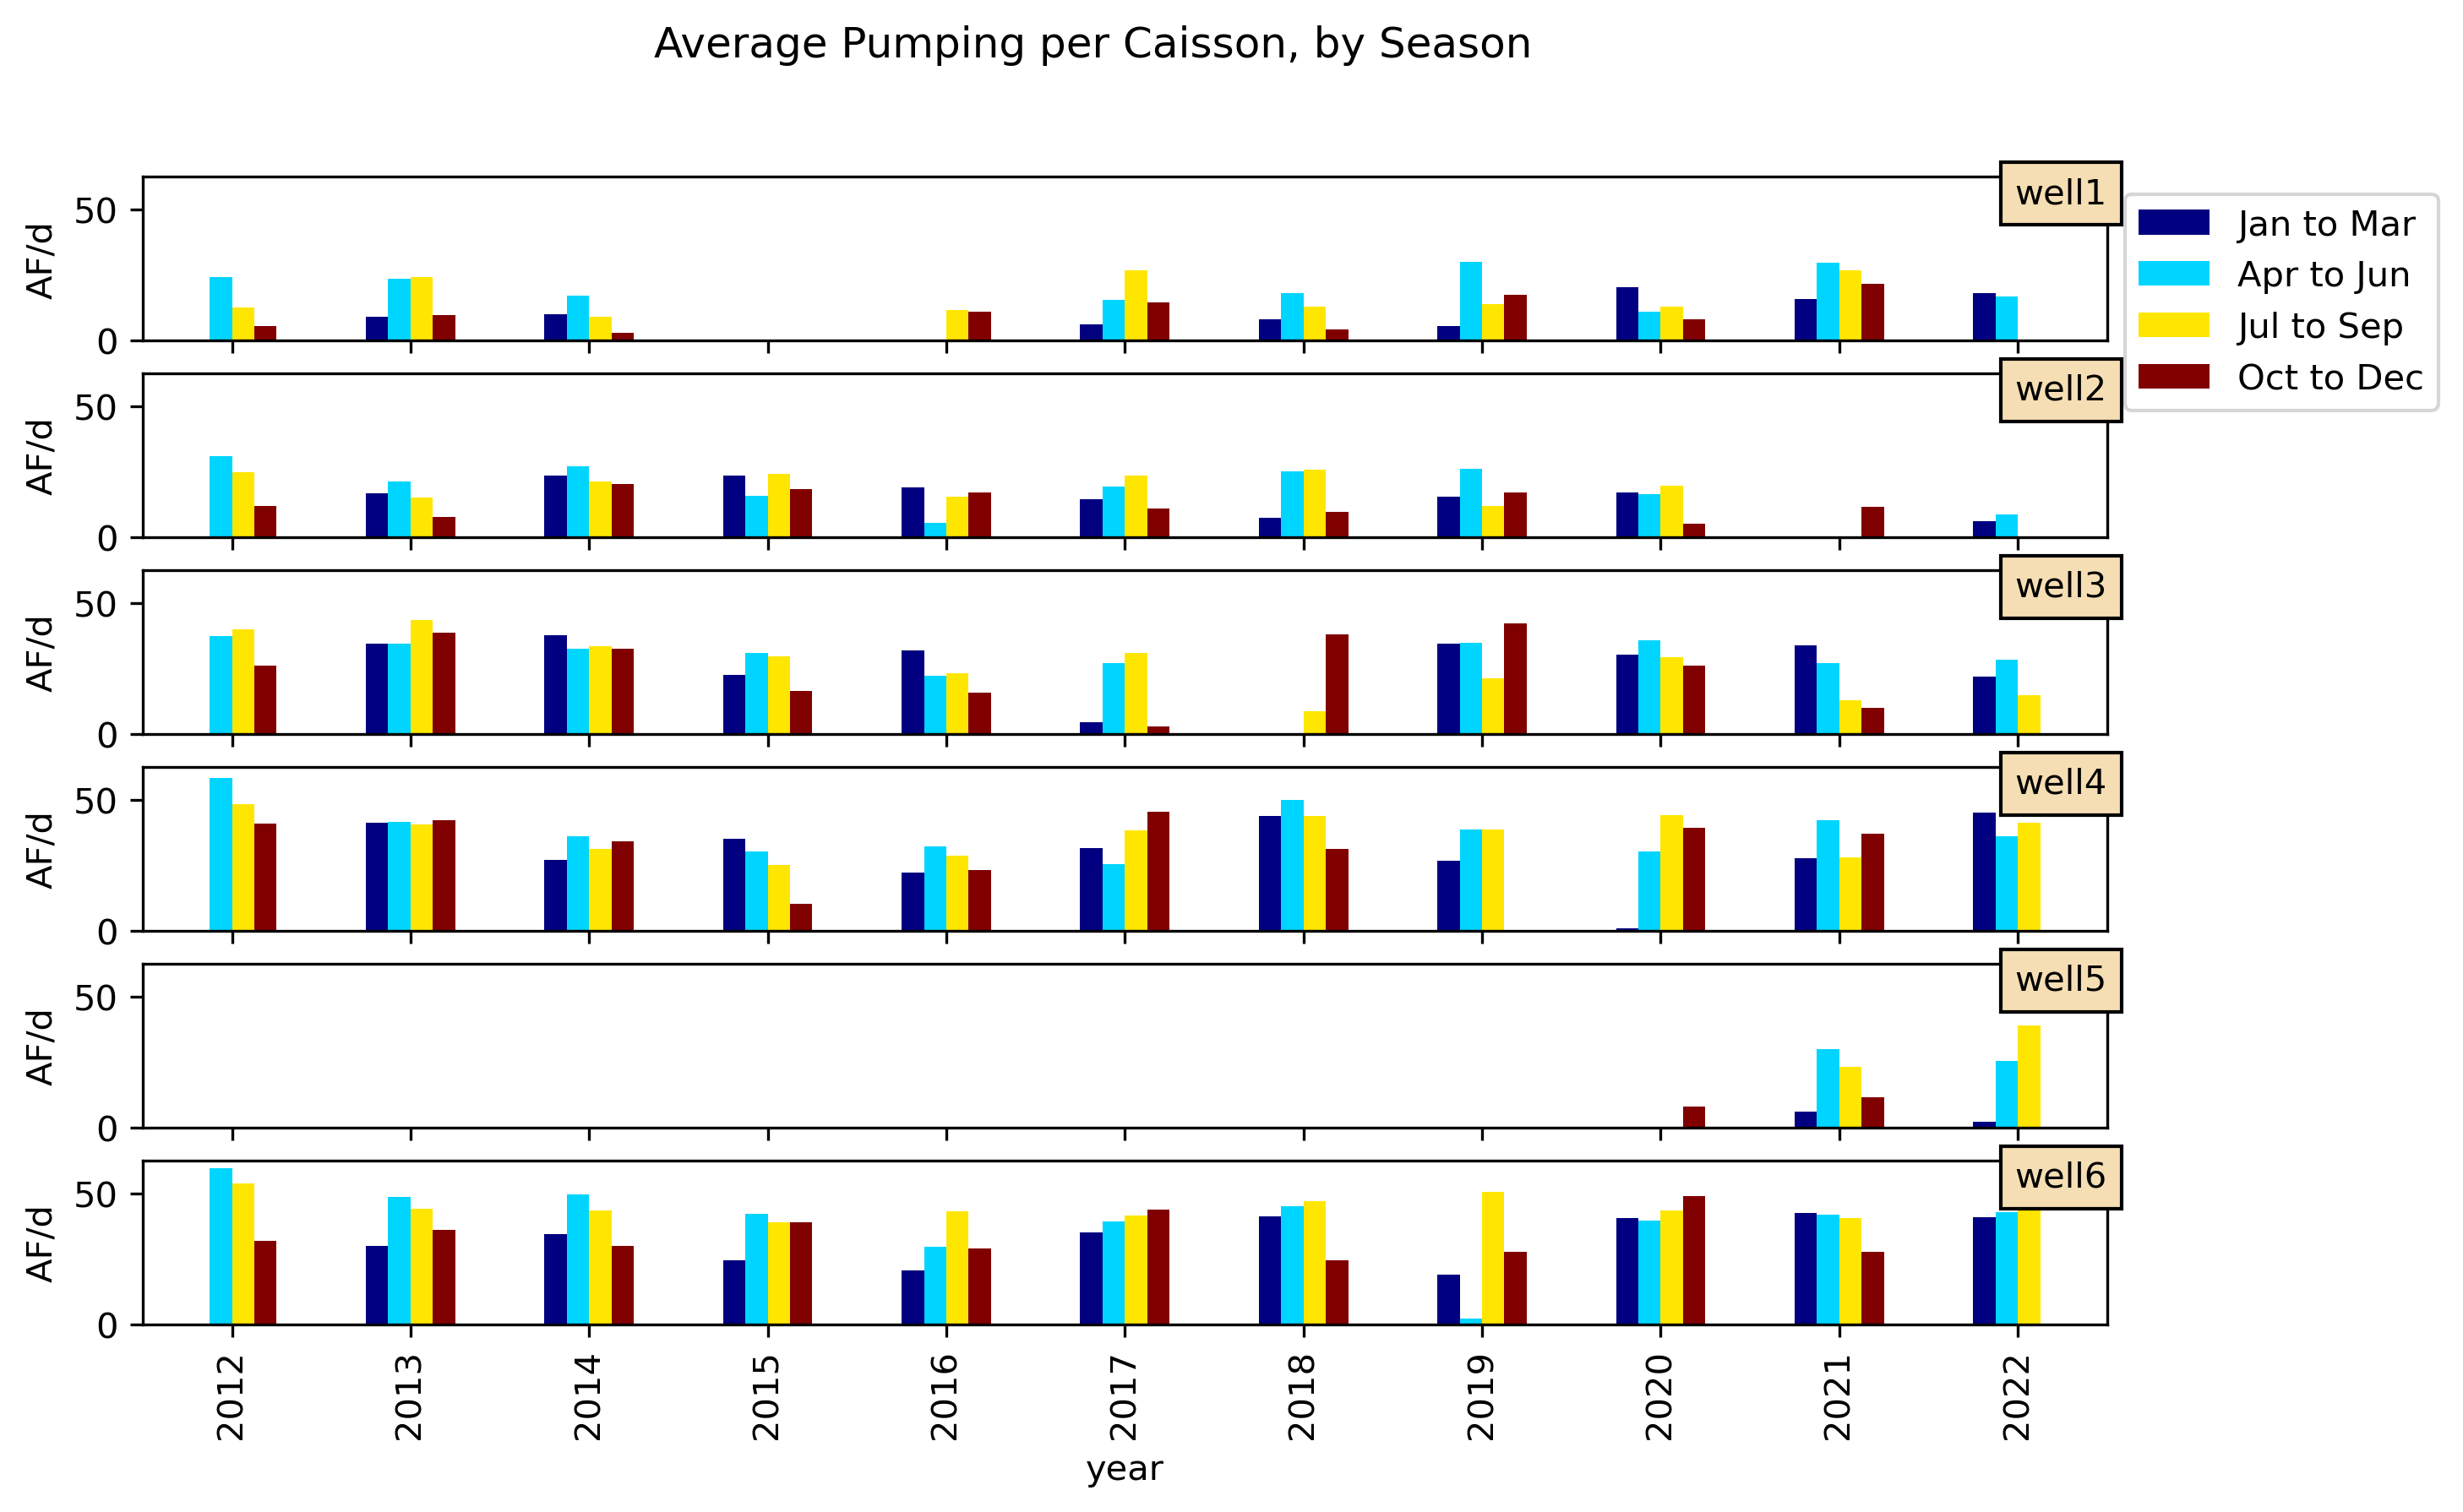 Average Pumping per Caisson, by Season
well1
50
0
AF/d
Jan to Mar
Apr to Jun
Jul to Sep
Oct to Dec
well2
50
0
AF/d
well3
50
0
AF/d
well4
50
0
AF/d
well5
50
0
AF/d
well6
50
0
AF/d
2012
2013
2014
2015
2016
2017
2018
2019
2020
2021
2022
year